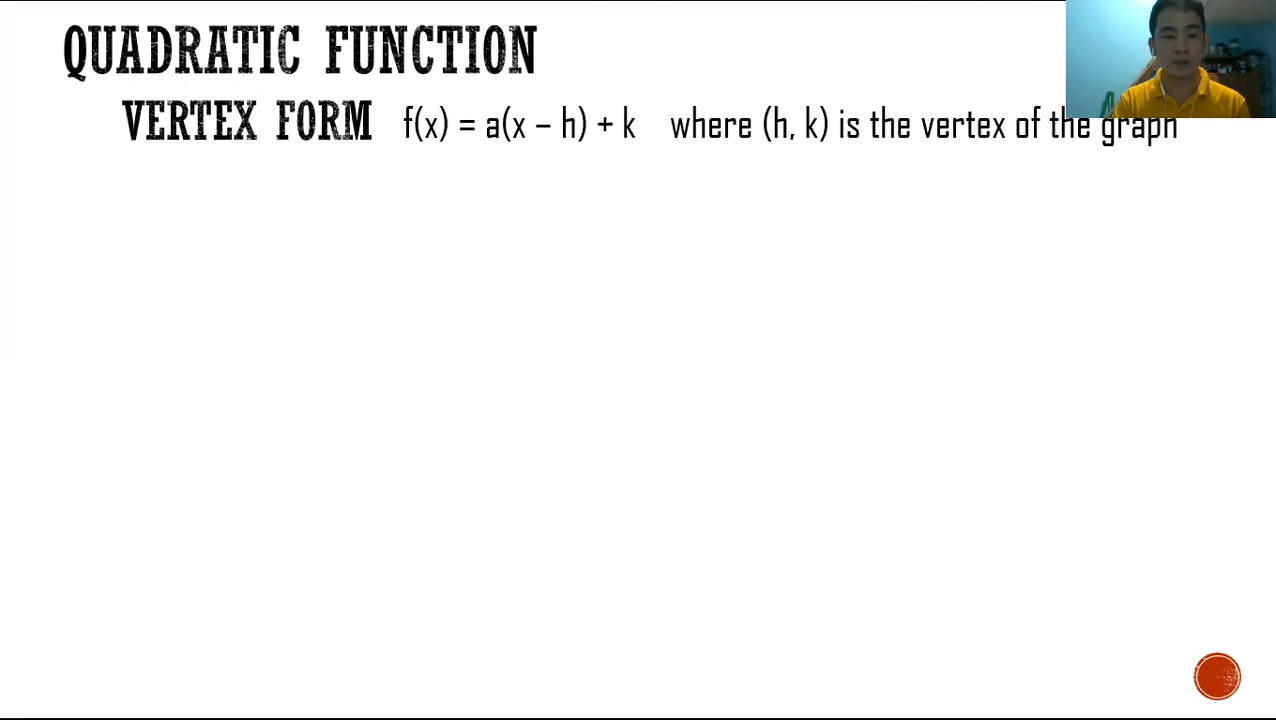 QUADRATIC FUNCTION
VERTEX FORM f(x) = a(x – h) + k where (h, k) is the vertex of the graph